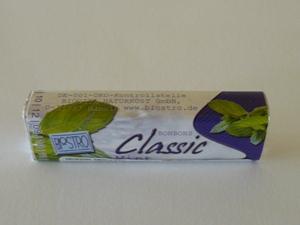 DE-001-Öko-Kontrollstelle
BIOSTRO NATURKOST GmbH,
www.biostro.de
BONBONS
Classic
Mint
BIOSTRO